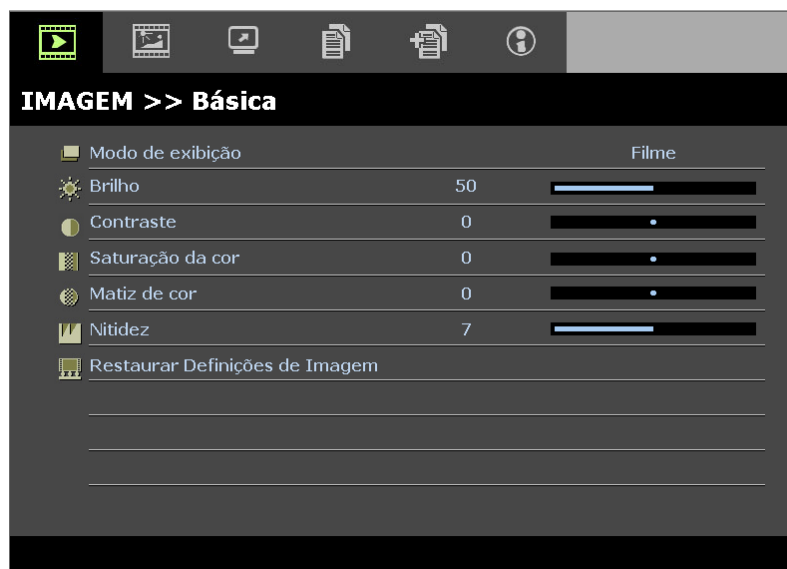 IMAGEM >> Básica
Modo de exibição Filme
Brilho 50
Contraste 0
Saturação da cor 0
Matiz de cor 0
Nitidez 7
Restaurar Definições de Imagem